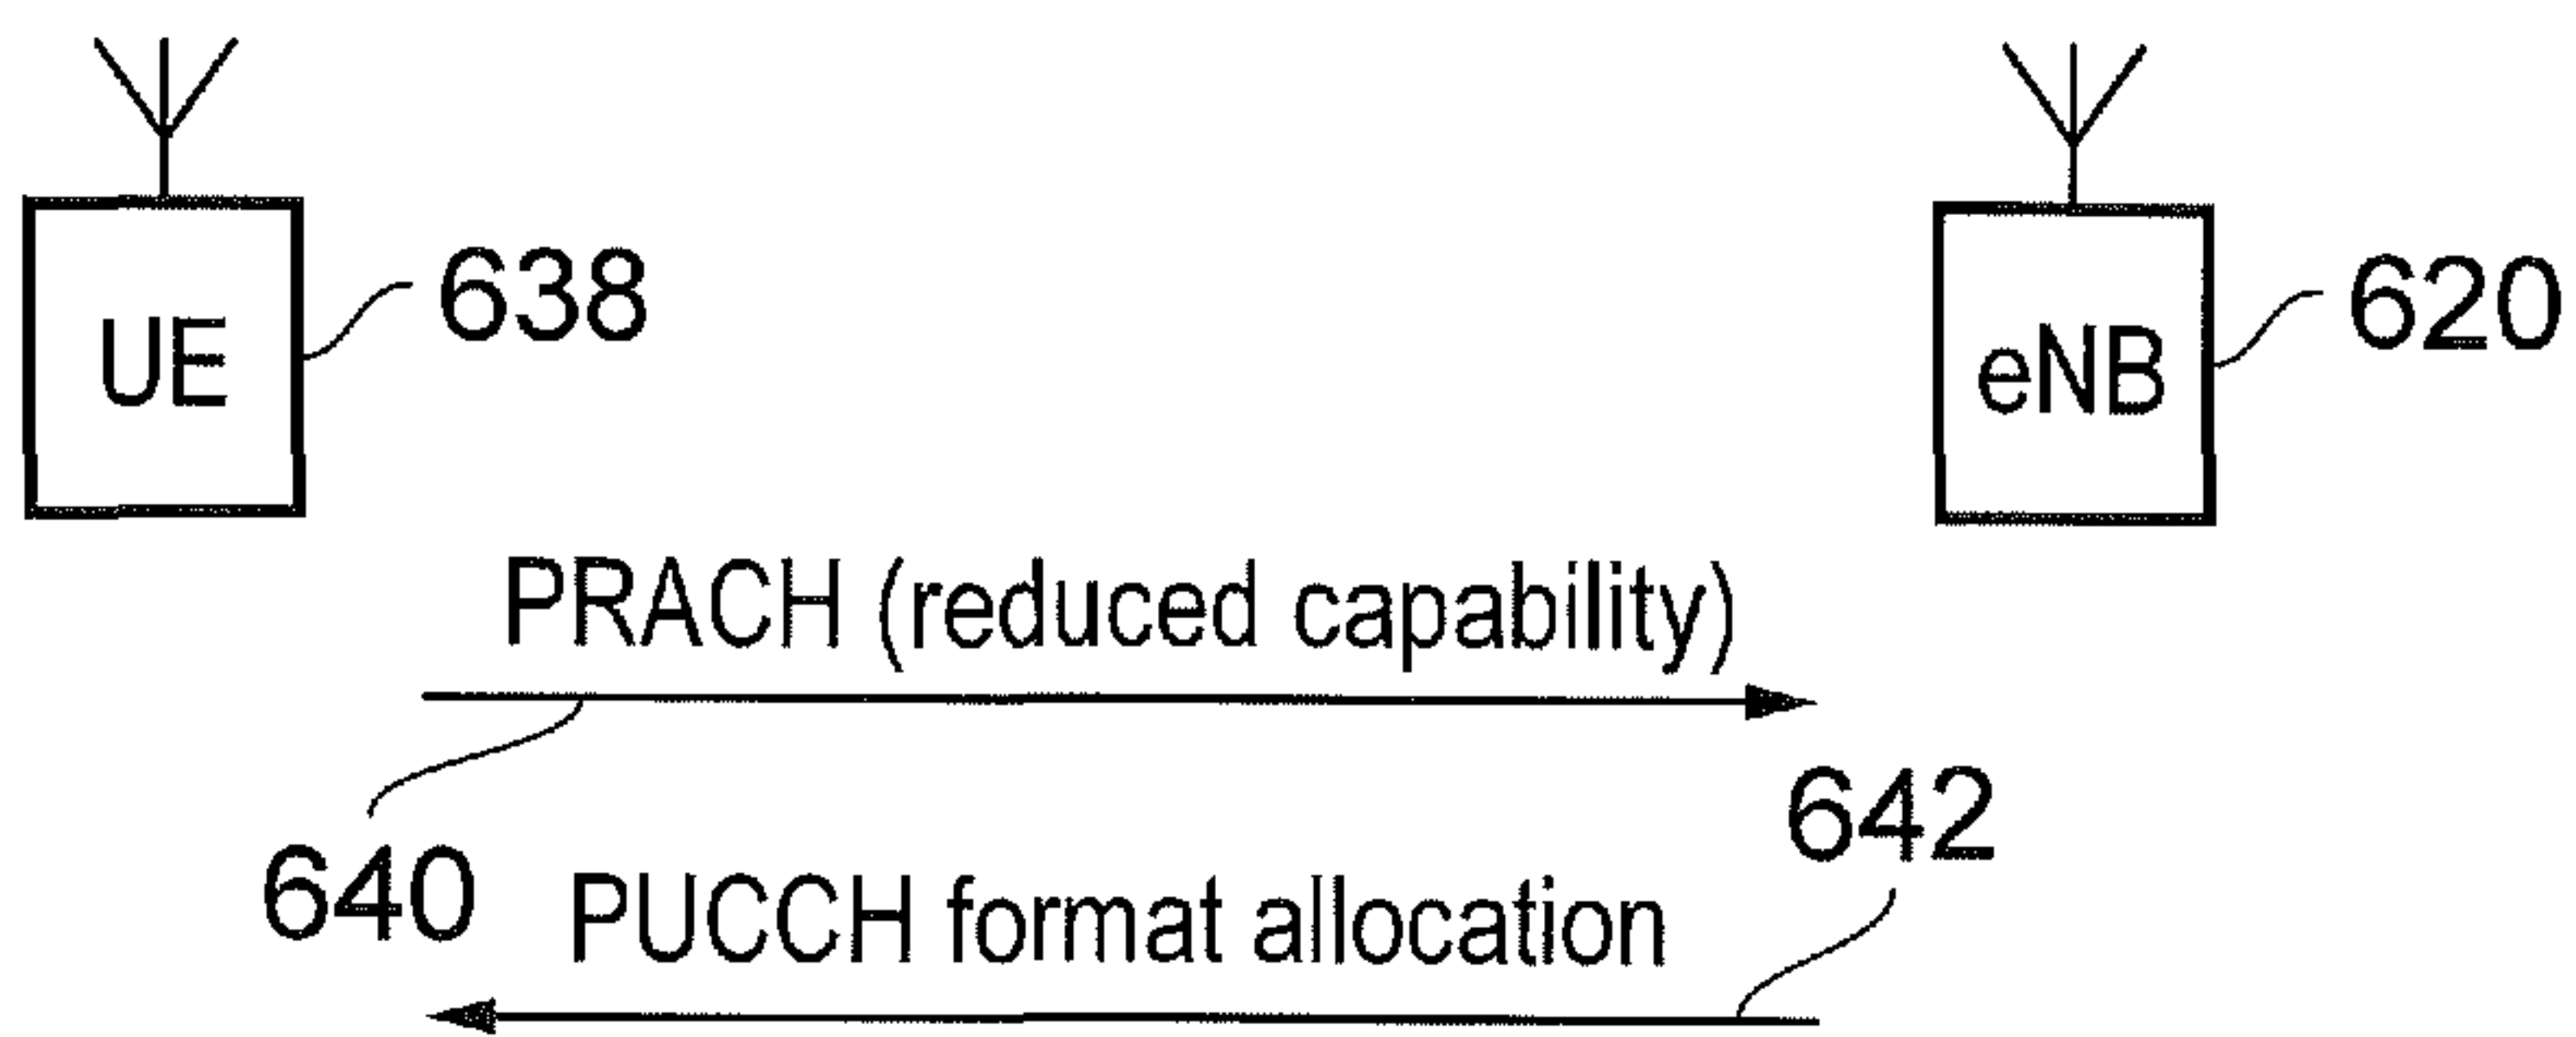 UE
638
eNB
620
PRACH (reduced capability)
640
642
PUCCH format allocation